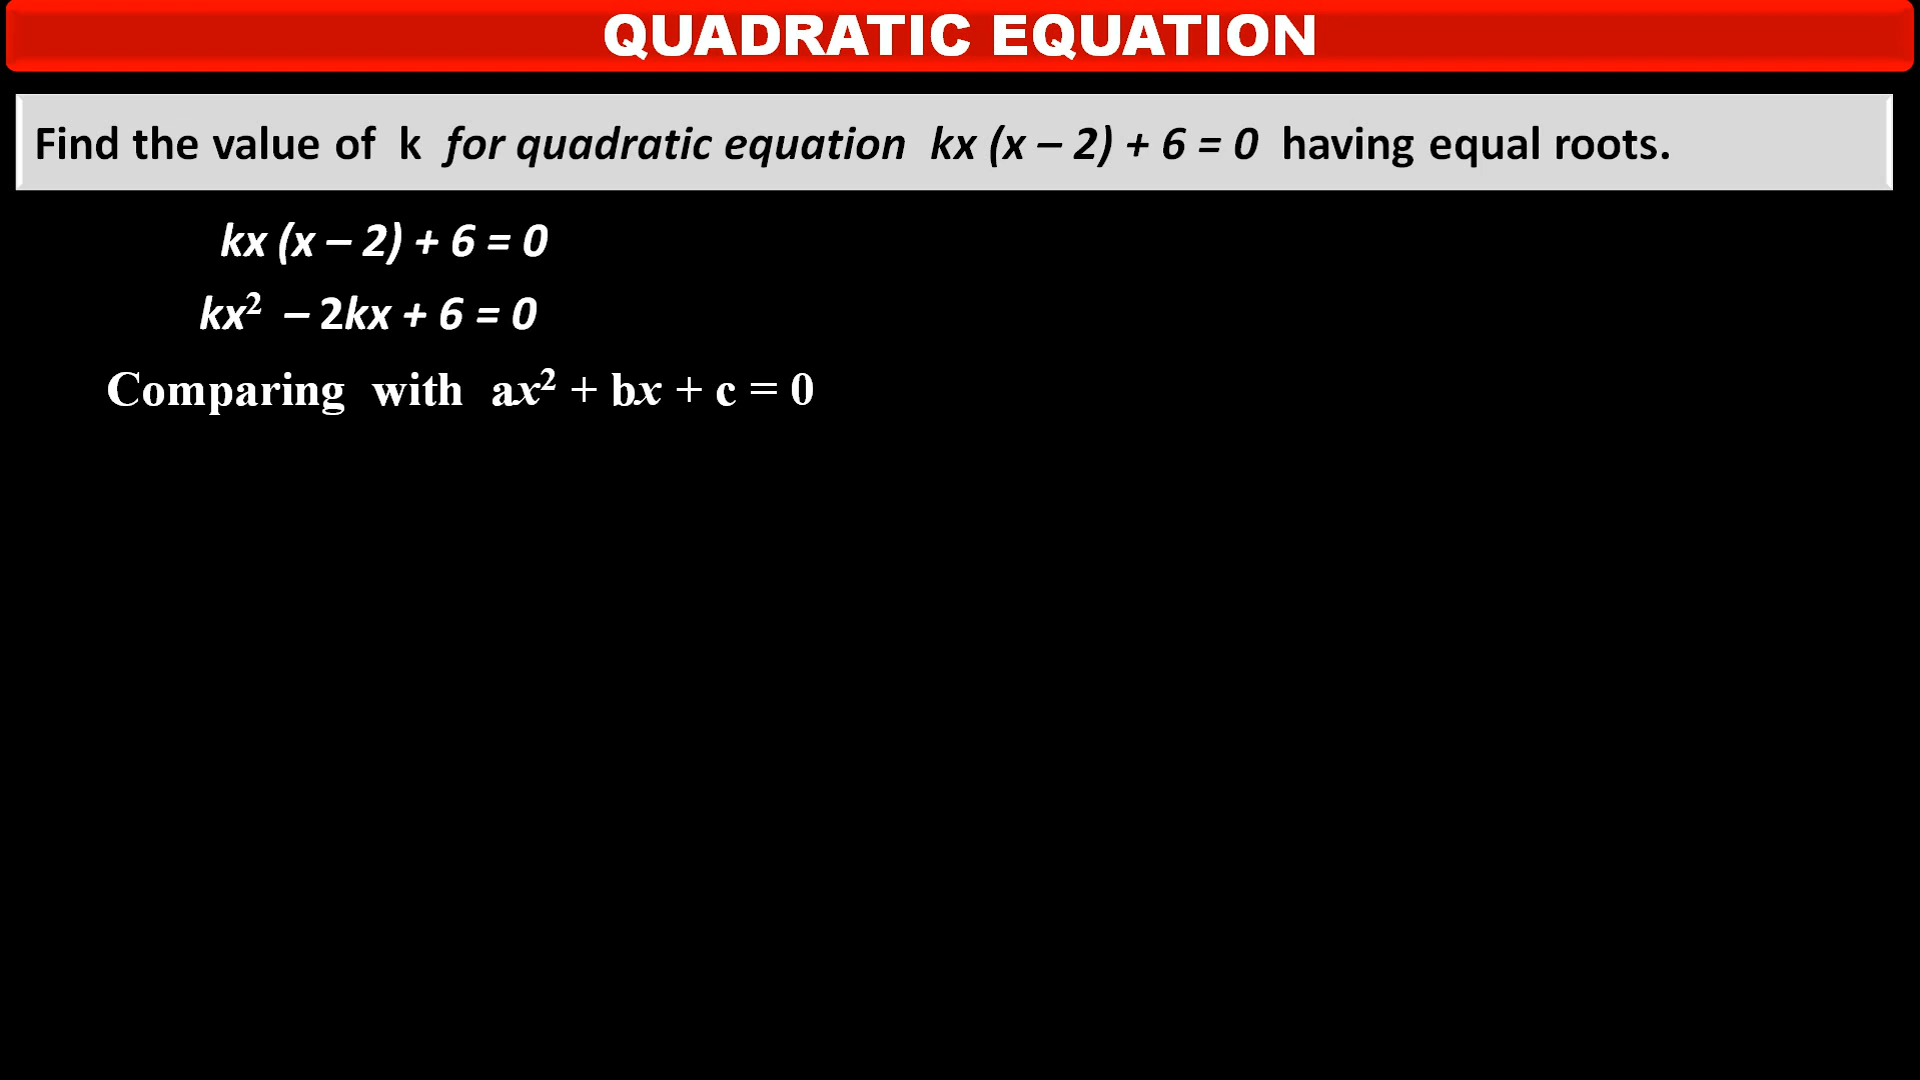 QUADRATIC EQUATION
Find the value of k for quadratic equation kx (x – 2) + 6 = 0 having equal roots.
kx (x – 2) + 6 = 0
kx² – 2kx + 6 = 0
Comparing with ax² + bx + c = 0